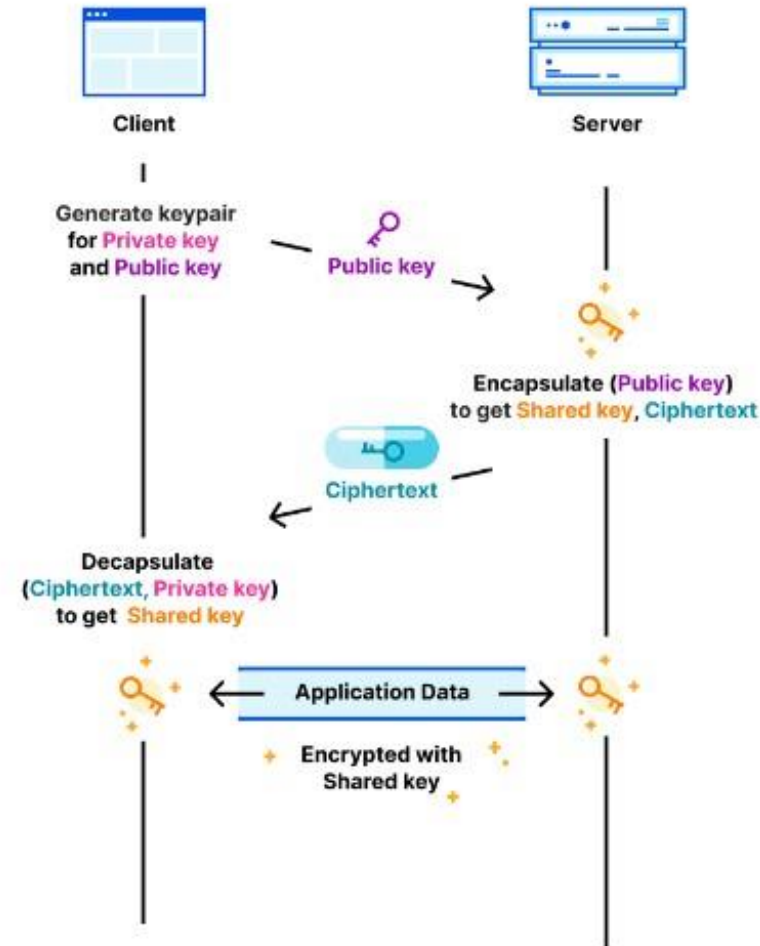 Client
Server
Generate keypair
for Private key
and Public key
Public key
Encapsulate (Public key)
to get Shared key, Ciphertext
Ciphertext
Decapsulate
(Ciphertext, Private key)
to get Shared key
Application Data
Encrypted with
Shared key